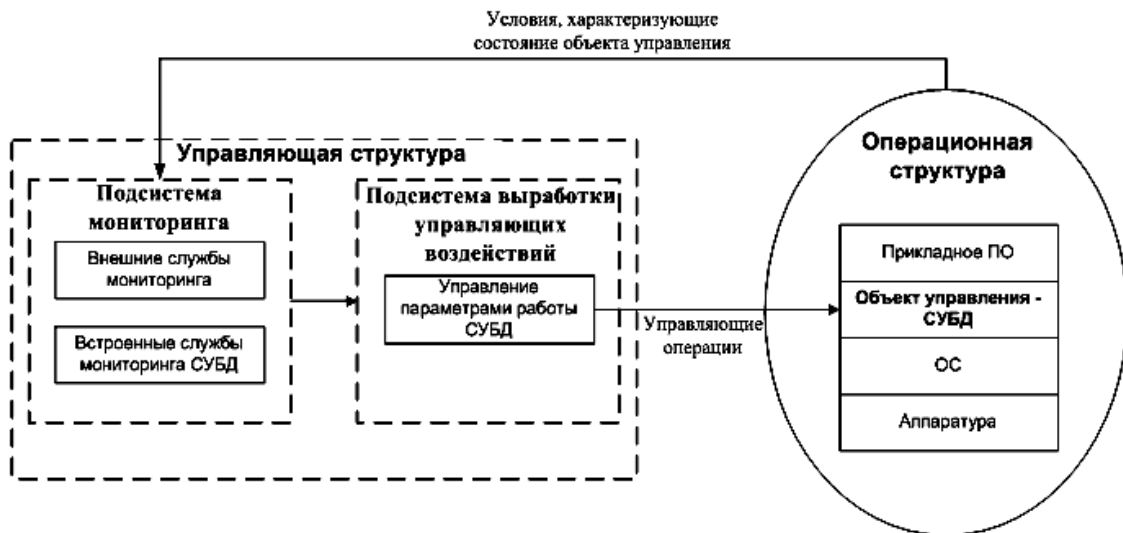 Условия, характеризующие
состояние объекта управления
Управляющая структура
Подсистема
мониторинга
Внешние службы
мониторинга
Встроенные службы
мониторинга СУБД
Подсистема выработки
управляющих
воздействий
Управление
параметрами работы
СУБД
Управляющие
операции
Операционная
структура
Прикладное ПО
Объект управления -
СУБД
ОС
Аппаратура